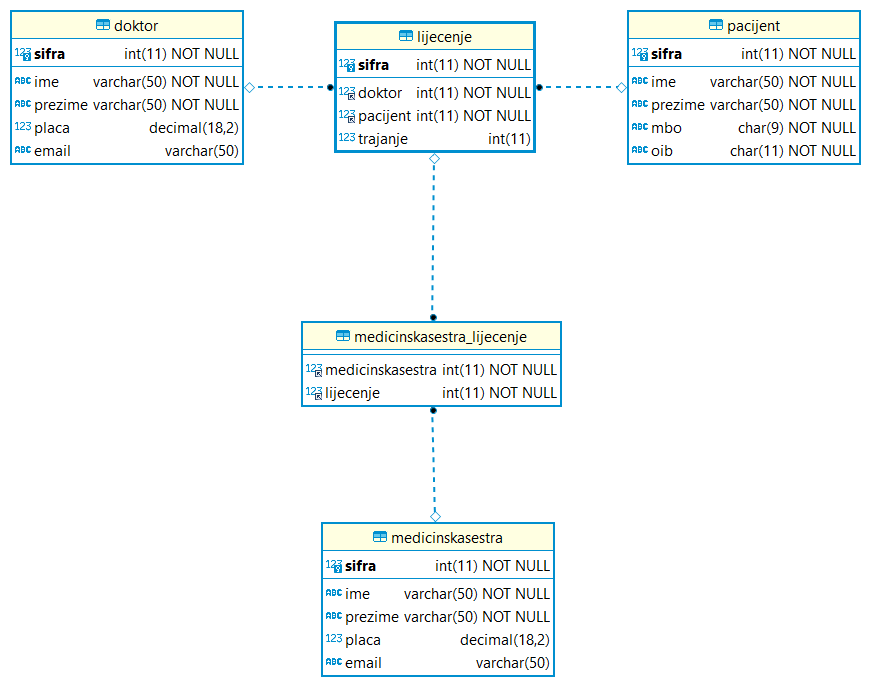 doktor
sifra int(11) NOT NULL
ime varchar(50) NOT NULL
prezime varchar(50) NOT NULL
placa decimal(18,2)
email varchar(50)
lijecenje
sifra int(11) NOT NULL
doktor int(11) NOT NULL
pacijent int(11) NOT NULL
trajanje int(11)
pacijent
sifra int(11) NOT NULL
ime varchar(50) NOT NULL
prezime varchar(50) NOT NULL
mbo char(9) NOT NULL
oib char(11) NOT NULL
medicinskasestra_lijecenje
medicinskasestra int(11) NOT NULL
lijecenje int(11) NOT NULL
medicinskasestra
sifra int(11) NOT NULL
ime varchar(50) NOT NULL
prezime varchar(50) NOT NULL
placa decimal(18,2)
email varchar(50)